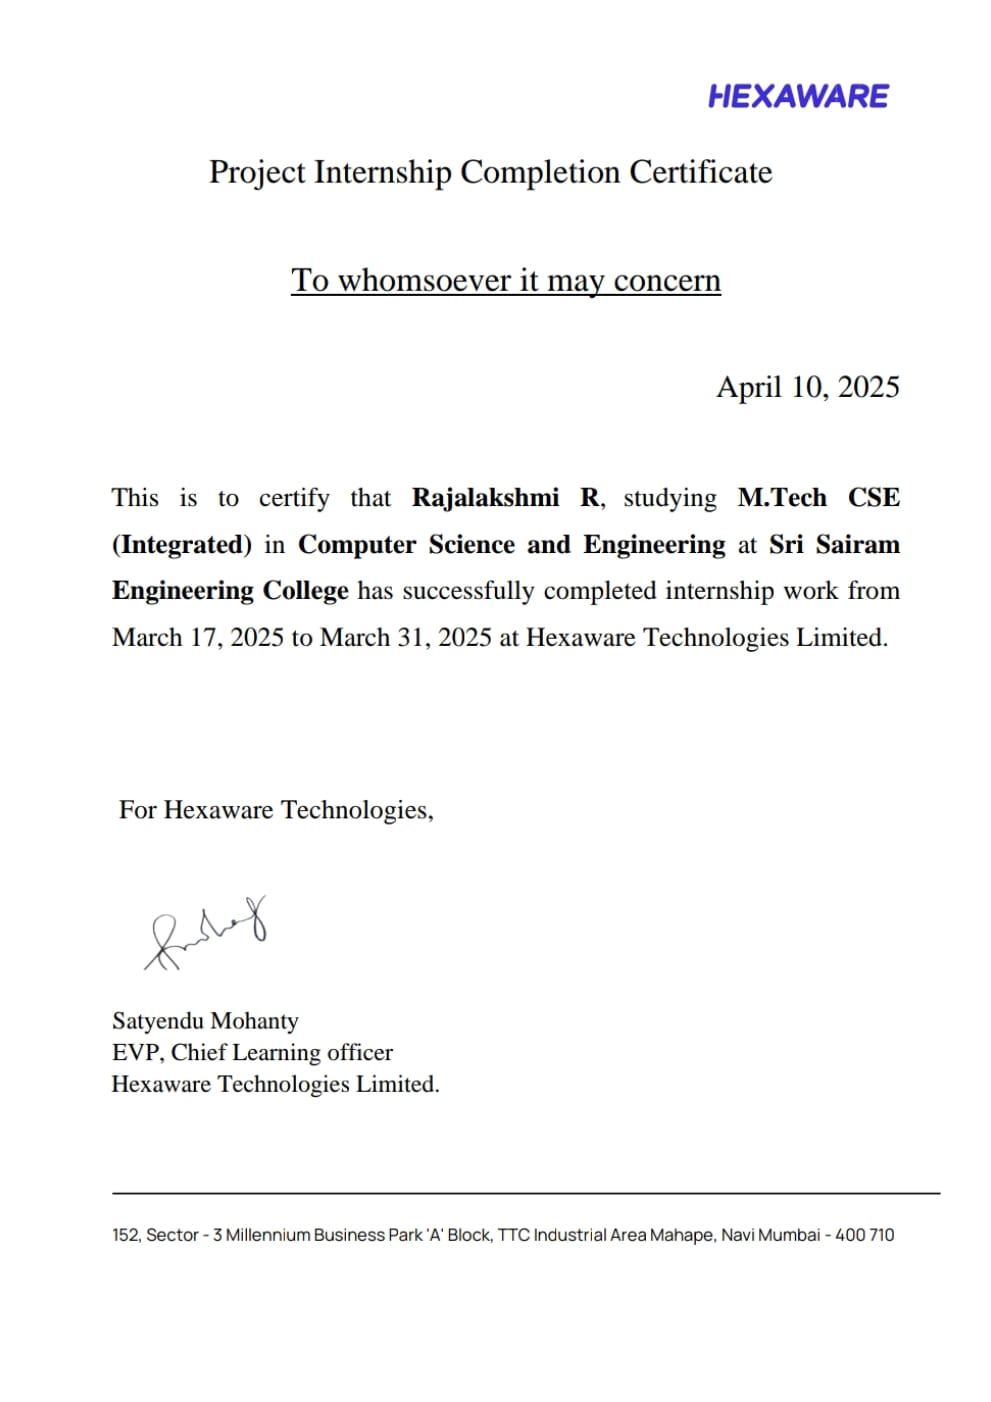 HEXAWARE
Project Internship Completion Certificate
To whomsoever it may concern
April 10, 2025
This is to certify that Rajalakshmi R, studying M.Tech CSE
(Integrated) in Computer Science and Engineering at Sri Sairam
Engineering College has successfully completed internship work from
March 17, 2025 to March 31, 2025 at Hexaware Technologies Limited.
For Hexaware Technologies,
Satyendu Mohanty
EVP, Chief Learning officer
Hexaware Technologies Limited.
152, Sector - 3 Millennium Business Park 'A' Block, TTC Industrial Area Mahape, Navi Mumbai - 400 710